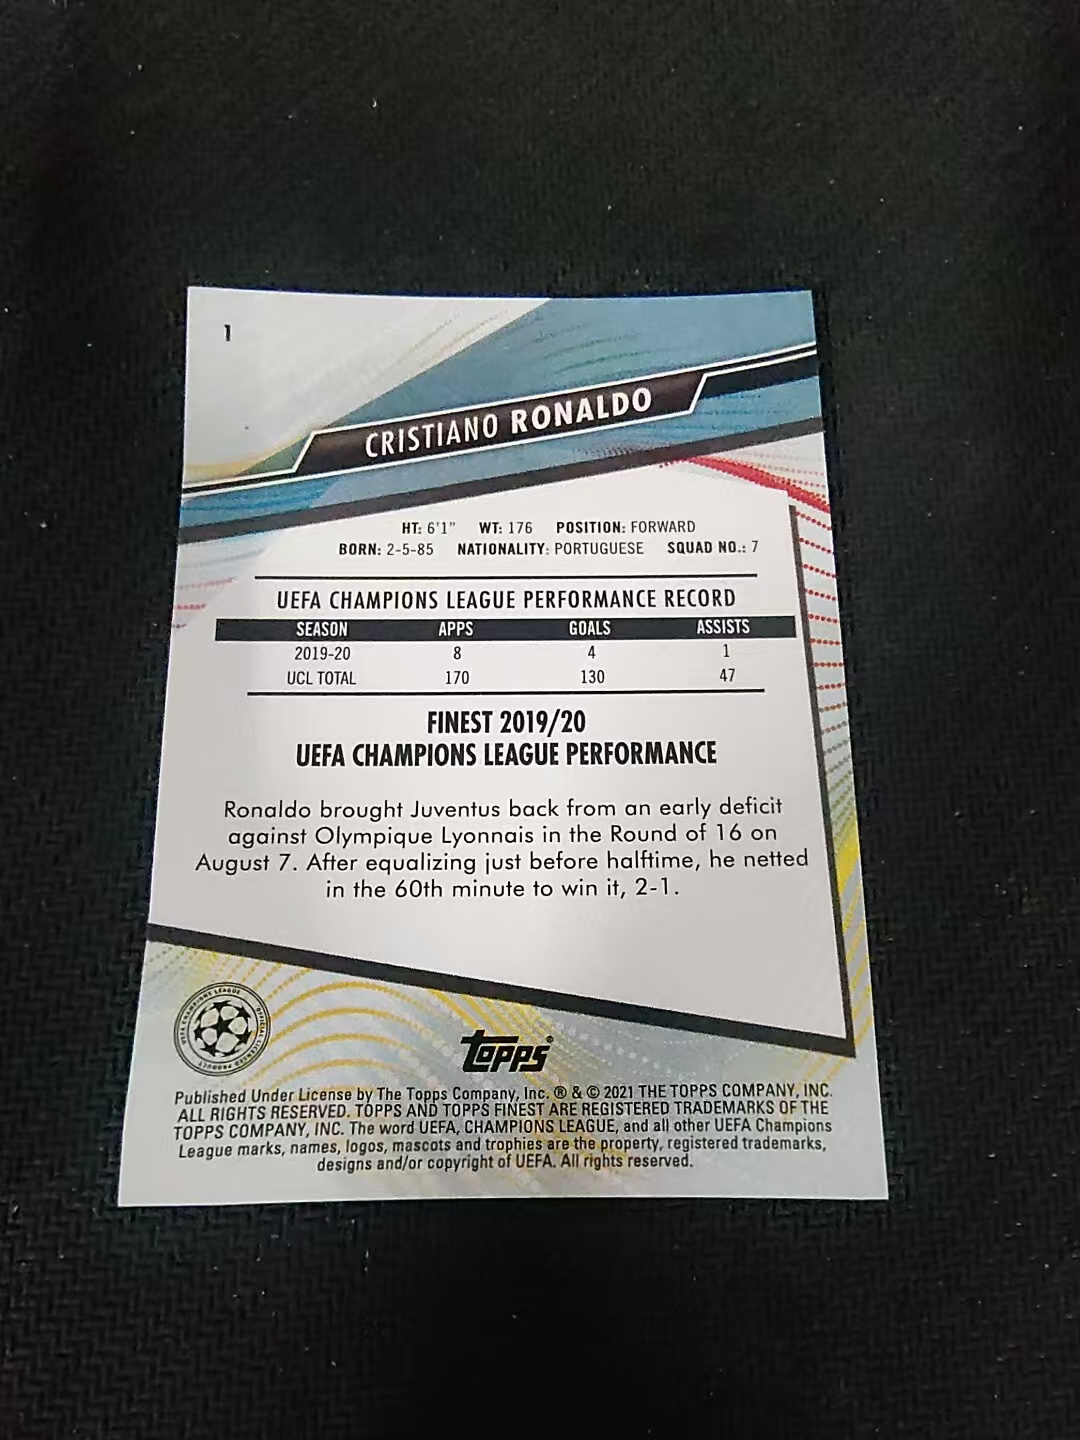 1
CRISTIANO RONALDO
HT: 6'1" WT: 176 POSITION: FORWARD
BORN: 2-5-85 NATIONALITY: PORTUGUESE SQUAD NO.: 7
UEFA CHAMPIONS LEAGUE PERFORMANCE RECORD
SEASON APPS GOALS ASSISTS
2019-20 8 4 1
UCL TOTAL 170 130 47
FINEST 2019/20
UEFA CHAMPIONS LEAGUE PERFORMANCE
Ronaldo brought Juventus back from an early deficit
against Olympique Lyonnais in the Round of 16 on
August 7. After equalizing just before halftime, he netted
in the 60th minute to win it, 2-1.
UEFA CHAMPIONS LEAGUE OFFICIAL LICENSED PRODUCT
Topps®
Published Under License by The Topps Company, Inc. ® & © 2021 THE TOPPS COMPANY, INC.
ALL RIGHTS RESERVED. TOPPS AND TOPPS FINEST ARE REGISTERED TRADEMARKS OF THE
TOPPS COMPANY, INC. The word UEFA, CHAMPIONS LEAGUE, and all other UEFA Champions
League marks, names, logos, mascots and trophies are the property, registered trademarks,
designs and/or copyright of UEFA. All rights reserved.